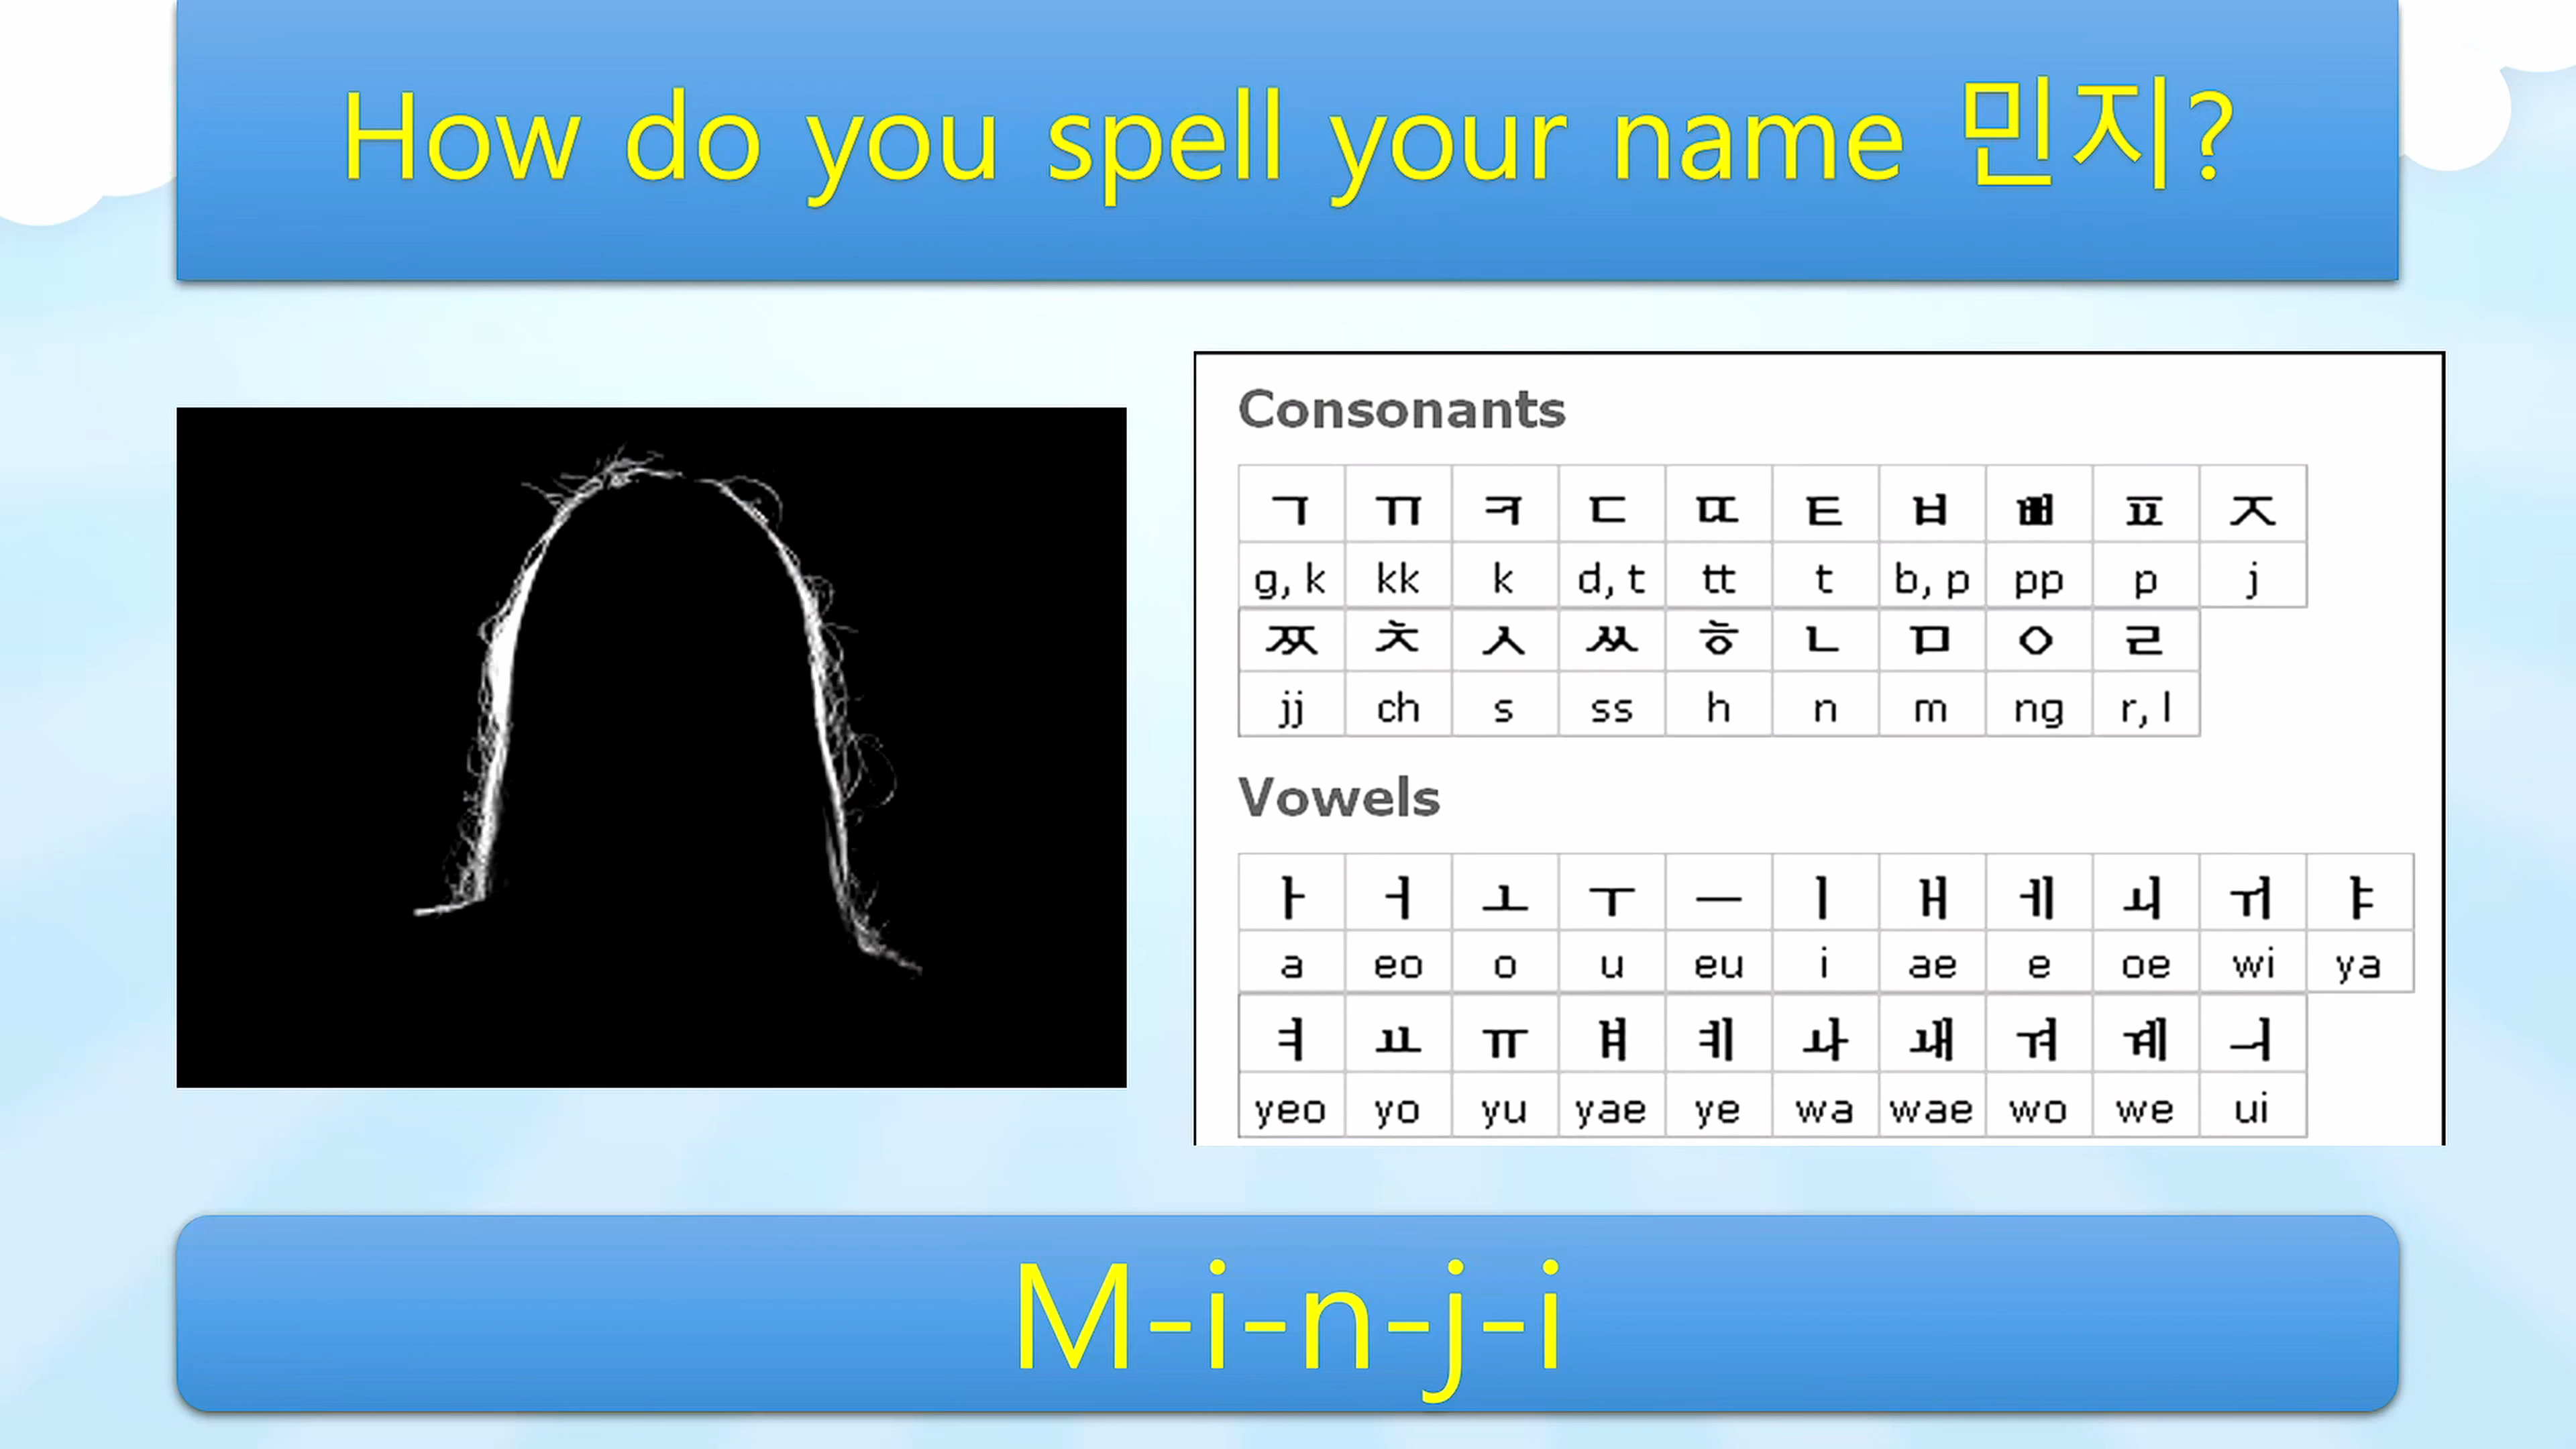 How do you spell your name 민지?
Consonants
ㄱ ㄲ ㅋ ㄷ ㄸ ㅌ ㅂ ㅃ ㅍ ㅈ
g, k kk k d, t tt t b, p pp p j
ㅉ ㅊ ㅅ ㅆ ㅎ ㄴ ㅁ ㅇ ㄹ
jj ch s ss h n m ng r, l
Vowels
ㅏ ㅓ ㅗ ㅜ ㅡ ㅣ ㅐ ㅔ ㅚ ㅟ ㅑ
a eo o u eu i ae e oe wi ya
ㅕ ㅛ ㅠ ㅒ ㅖ ㅘ ㅙ ㅝ ㅞ ㅢ
yeo yo yu yae ye wa wae wo we ui
M-i-n-j-i